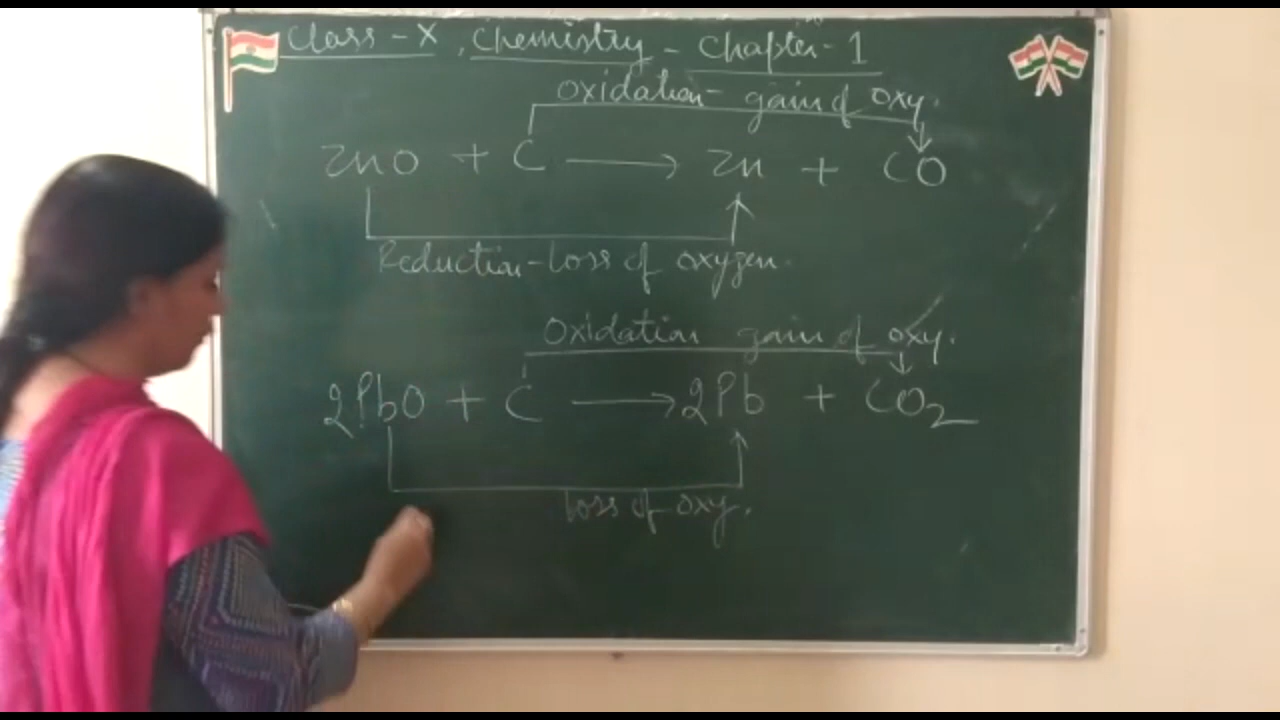 Class - X, Chemistry - Chapter - 1
Oxidation - gain of oxy.
ZnO + C ⟶ Zn + CO
Reduction - Loss of oxygen.
Oxidation gain of oxy.
2PbO + C ⟶ 2Pb + CO₂
loss of oxy.